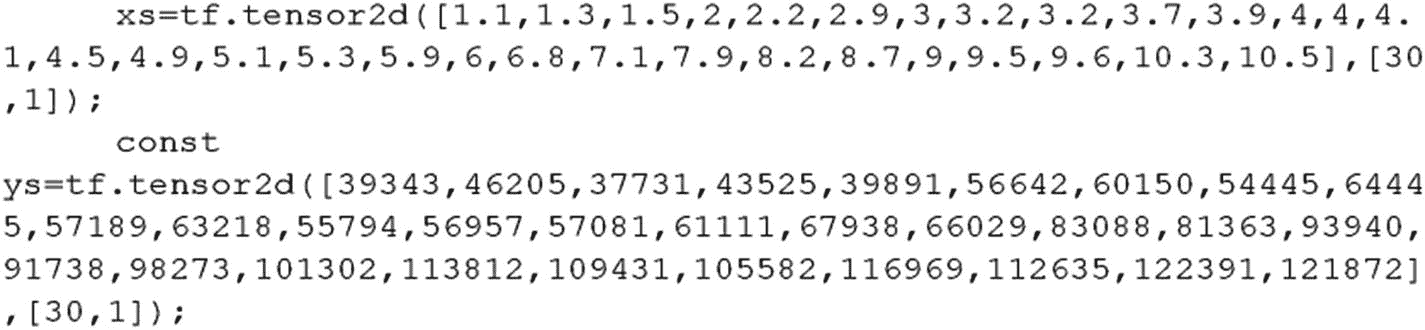 xs=tf.tensor2d([1.1,1.3,1.5,2,2.2,2.9,3,3.2,3.2,3.7,3.9,4,4,4.
1,4.5,4.9,5.1,5.3,5.9,6,6.8,7.1,7.9,8.2,8.7,9,9.5,9.6,10.3,10.5],[30
,1]);
const
ys=tf.tensor2d([39343,46205,37731,43525,39891,56642,60150,54445,6444
5,57189,63218,55794,56957,57081,61111,67938,66029,83088,81363,93940,
91738,98273,101302,113812,109431,105582,116969,112635,122391,121872]
,[30,1]);